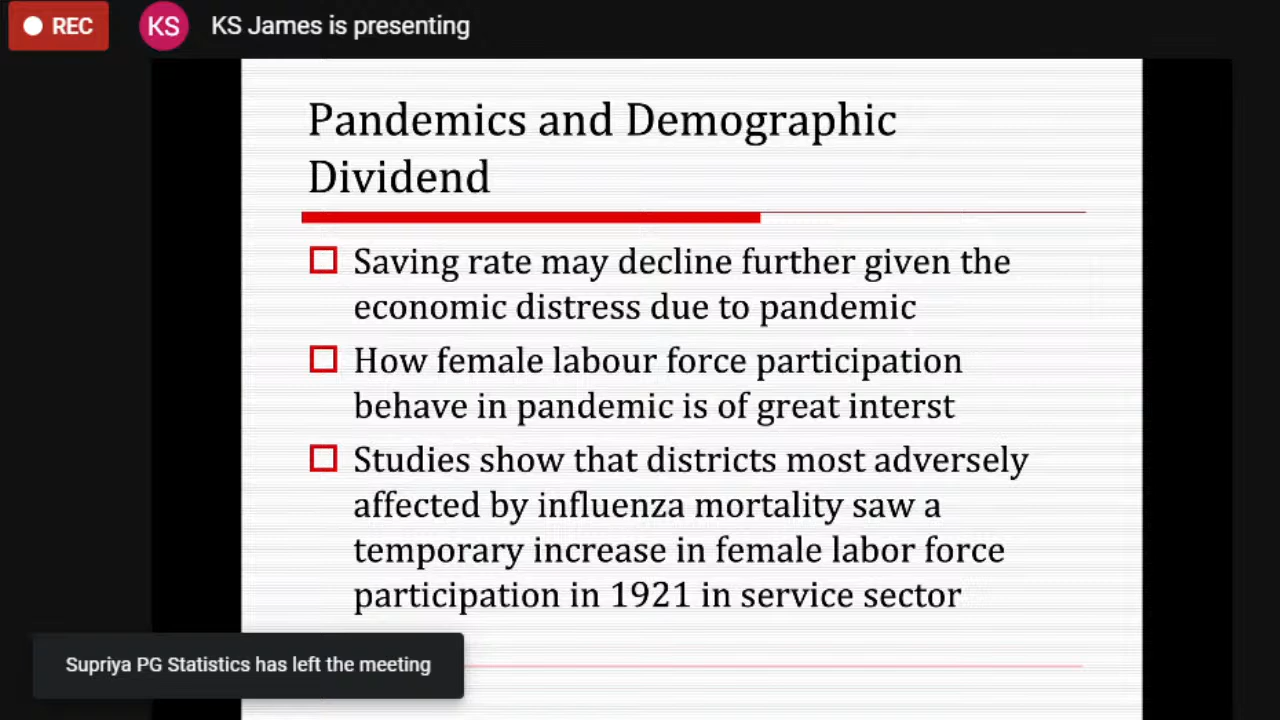 REC
KS
KS James is presenting
Pandemics and Demographic
Dividend
Saving rate may decline further given the
economic distress due to pandemic
How female labour force participation
behave in pandemic is of great interst
Studies show that districts most adversely
affected by influenza mortality saw a
temporary increase in female labor force
participation in 1921 in service sector
Supriya PG Statistics has left the meeting